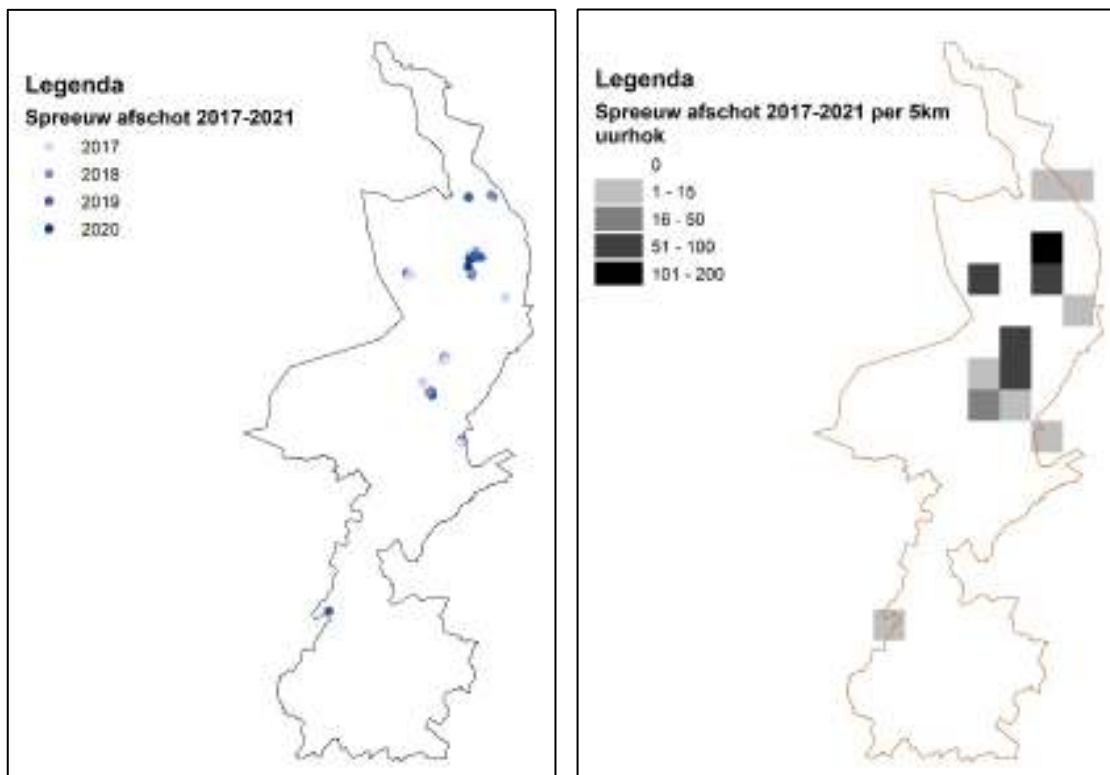 Legenda
Spreeuw afschot 2017-2021
2017
2018
2019
2020
Legenda
Spreeuw afschot 2017-2021 per 5km
uurhok
0
1 - 15
16 - 50
51 - 100
101 - 200